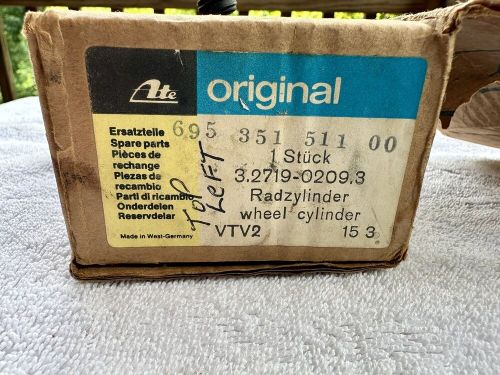 Ate original
Ersatzteile
Spare parts
Pièces de
rechange
Piezas de
recambio
Parti di ricambio
Onderdelen
Reservdelar
Made in West-Germany
TOP
LEFT
695 351 511 00
1 Stück
3.2719-0209.3
Radzylinder
wheel cylinder
VTV2 15 3